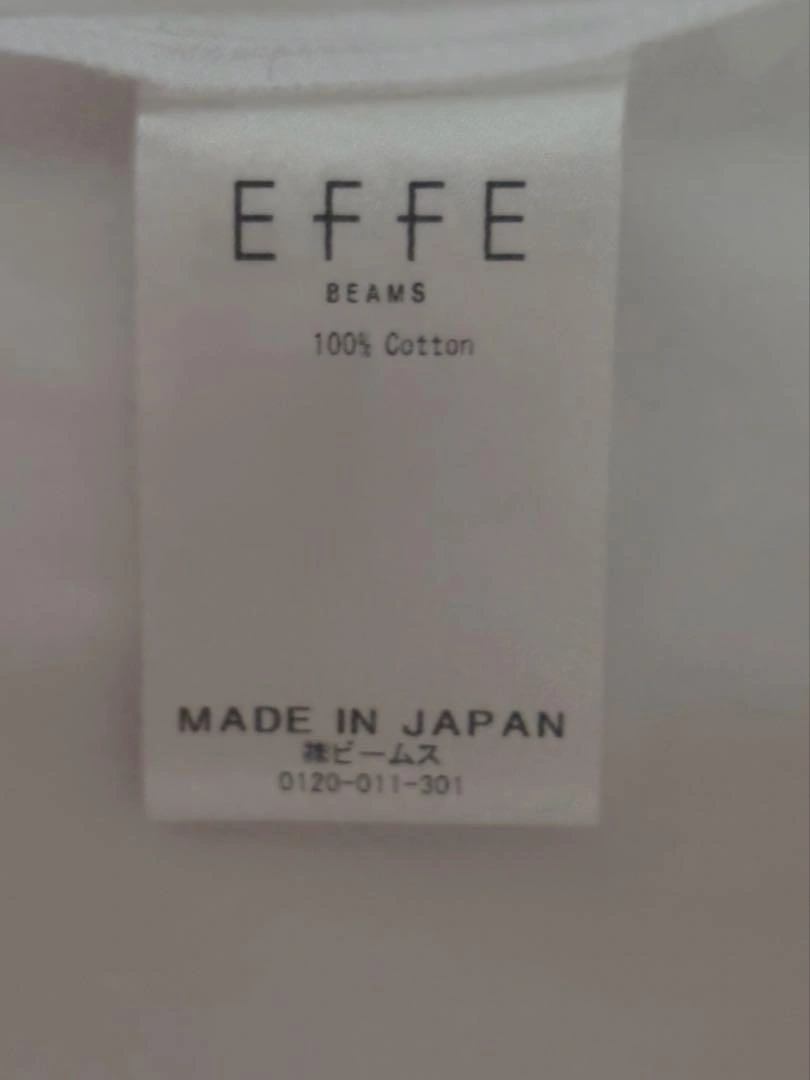 EFFE
BEAMS
100% Cotton
MADE IN JAPAN
㈱ビームス
0120-011-301